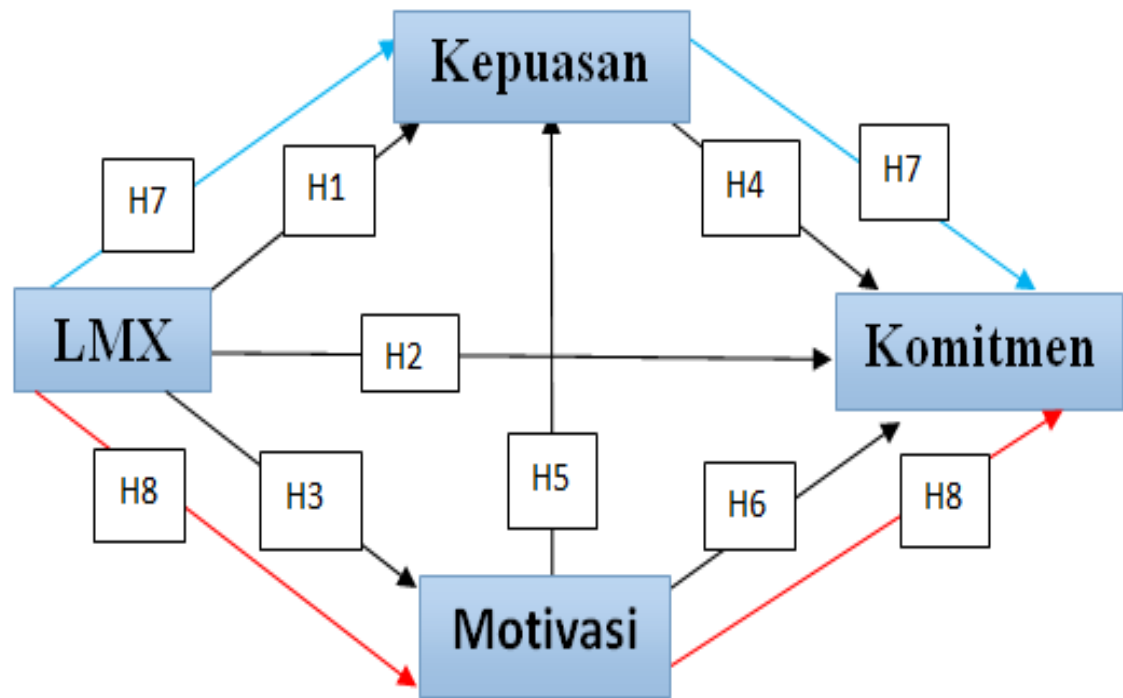 Kepuasan
H7
H1
H4
H7
LMX
H2
Komitmen
H8
H3
H5
H6
H8
Motivasi